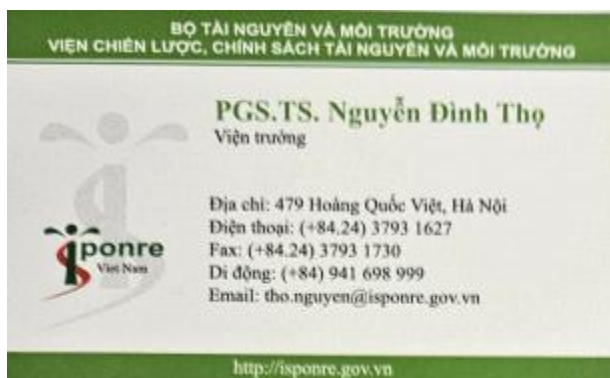 BỘ TÀI NGUYÊN VÀ MÔI TRƯỜNG
VIỆN CHIẾN LƯỢC, CHÍNH SÁCH TÀI NGUYÊN VÀ MÔI TRƯỜNG
PGS.TS. Nguyễn Đình Thọ
Viện trưởng
Địa chỉ: 479 Hoàng Quốc Việt, Hà Nội
Điện thoại: (+84.24) 3793 1627
Fax: (+84.24) 3793 1730
Di động: (+84) 941 698 999
Email: tho.nguyen@isponre.gov.vn
isponre
Viet Nam
http://isponre.gov.vn